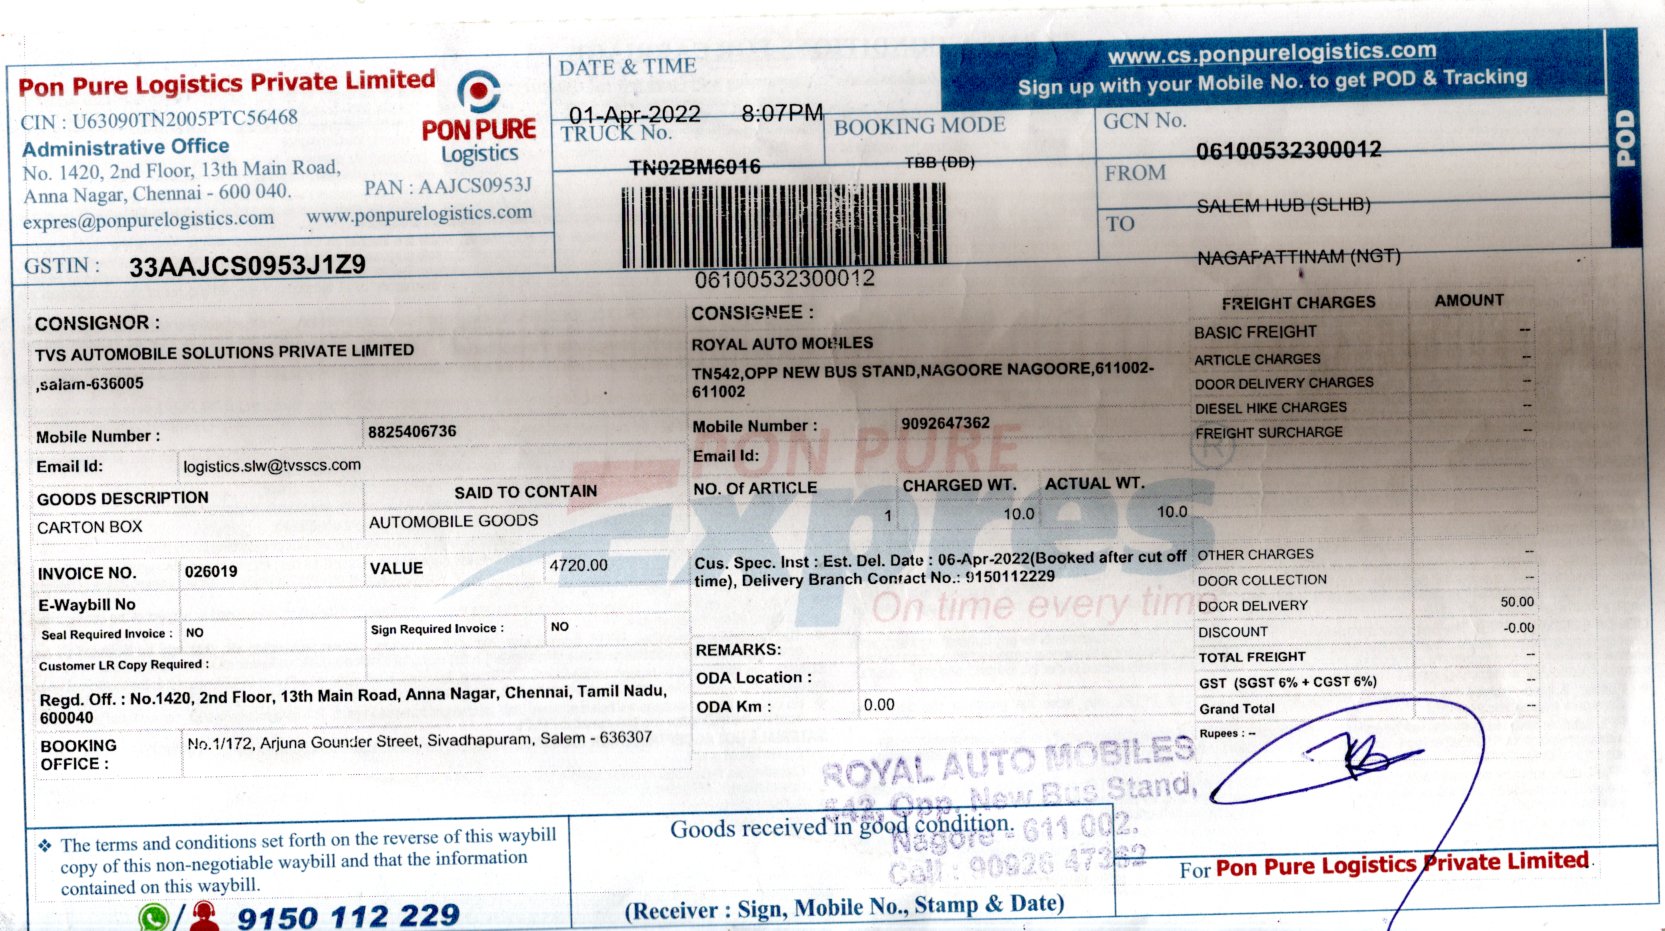 Pon Pure Logistics Private Limited
CIN : U63090TN2005PTC56468
Administrative Office
No. 1420, 2nd Floor, 13th Main Road,
Anna Nagar, Chennai - 600 040.
PAN : AAJCS0953J
expres@ponpurelogistics.com www.ponpurelogistics.com
PON PURE
Logistics
GSTIN : 33AAJCS0953J1Z9
DATE & TIME
01-Apr-2022 8:07PM
TRUCK No.
TN02BM6016
BOOKING MODE
TBB (DD)
06100532300012
www.cs.ponpurelogistics.com
Sign up with your Mobile No. to get POD & Tracking
GCN No.
06100532300012
FROM
SALEM HUB (SLHB)
TO
NAGAPATTINAM (NGT)
POD
CONSIGNOR :
TVS AUTOMOBILE SOLUTIONS PRIVATE LIMITED
,salam-636005
Mobile Number : 8825406736
Email Id: logistics.slw@tvsscs.com
GOODS DESCRIPTION SAID TO CONTAIN
CARTON BOX AUTOMOBILE GOODS
INVOICE NO. 026019 VALUE 4720.00
E-Waybill No
Seal Required Invoice : NO Sign Required Invoice : NO
Customer LR Copy Required :
Regd. Off. : No.1420, 2nd Floor, 13th Main Road, Anna Nagar, Chennai, Tamil Nadu,
600040
BOOKING
OFFICE :
No.1/172, Arjuna Gounder Street, Sivadhapuram, Salem - 636307
CONSIGNEE :
ROYAL AUTO MOBILES
TN542,OPP NEW BUS STAND,NAGOORE NAGOORE,611002-
611002
Mobile Number : 9092647362
Email Id:
NO. Of ARTICLE CHARGED WT. ACTUAL WT.
1 10.0 10.0
Cus. Spec. Inst : Est. Del. Date : 06-Apr-2022(Booked after cut off
time), Delivery Branch Contact No.: 9150112229
REMARKS:
ODA Location :
ODA Km : 0.00
PON PURE
Expres
On time every time
®
FREIGHT CHARGES AMOUNT
BASIC FREIGHT --
ARTICLE CHARGES --
DOOR DELIVERY CHARGES --
DIESEL HIKE CHARGES --
FREIGHT SURCHARGE --
OTHER CHARGES --
DOOR COLLECTION --
DOOR DELIVERY 50.00
DISCOUNT -0.00
TOTAL FREIGHT --
GST (SGST 6% + CGST 6%) --
Grand Total --
Rupees : --
ROYAL AUTO MOBILES
542, Opp. New Bus Stand,
Nagore - 611 002.
Cell : 90926 47362
❖ The terms and conditions set forth on the reverse of this waybill
copy of this non-negotiable waybill and that the information
contained on this waybill.
9150 112 229
Goods received in good condition.
(Receiver : Sign, Mobile No., Stamp & Date)
For Pon Pure Logistics Private Limited